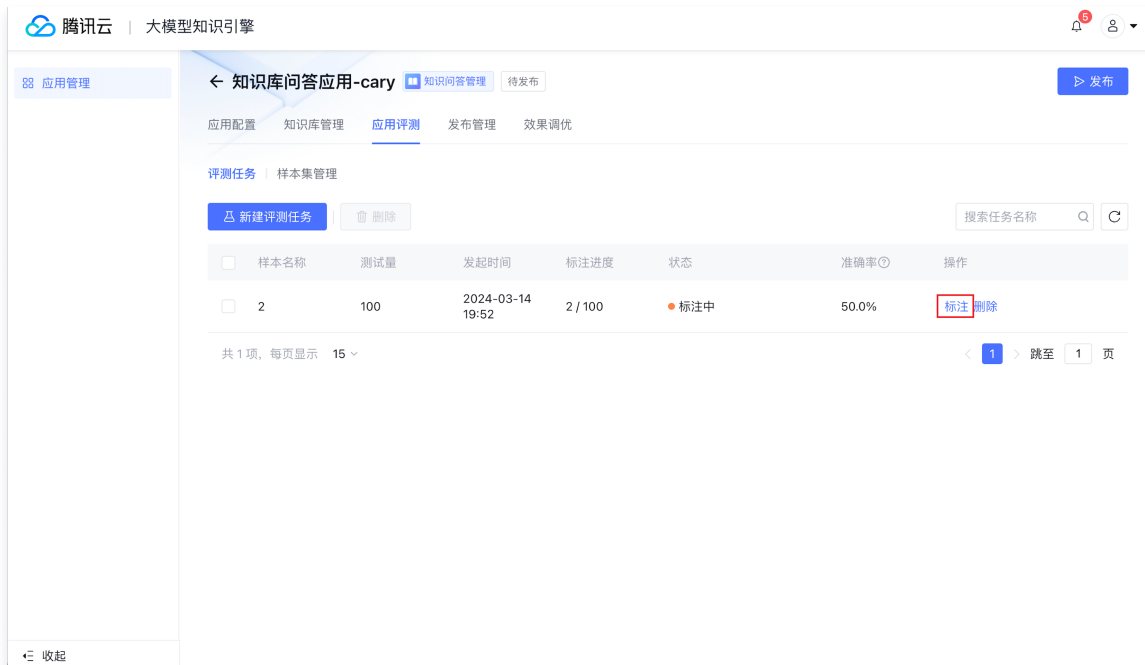 腾讯云 | 大模型知识引擎 5
应用管理
知识库问答应用-cary 知识问答管理 待发布 发布
应用配置 知识库管理 应用评测 发布管理 效果调优
评测任务 样本集管理
新建评测任务 删除 搜索任务名称
样本名称 测试量 发起时间 标注进度 状态 准确率 操作
2 100 2024-03-14 19:52 2 / 100 标注中 50.0% 标注 删除
共 1 项，每页显示 15 1 跳至 1 页
收起